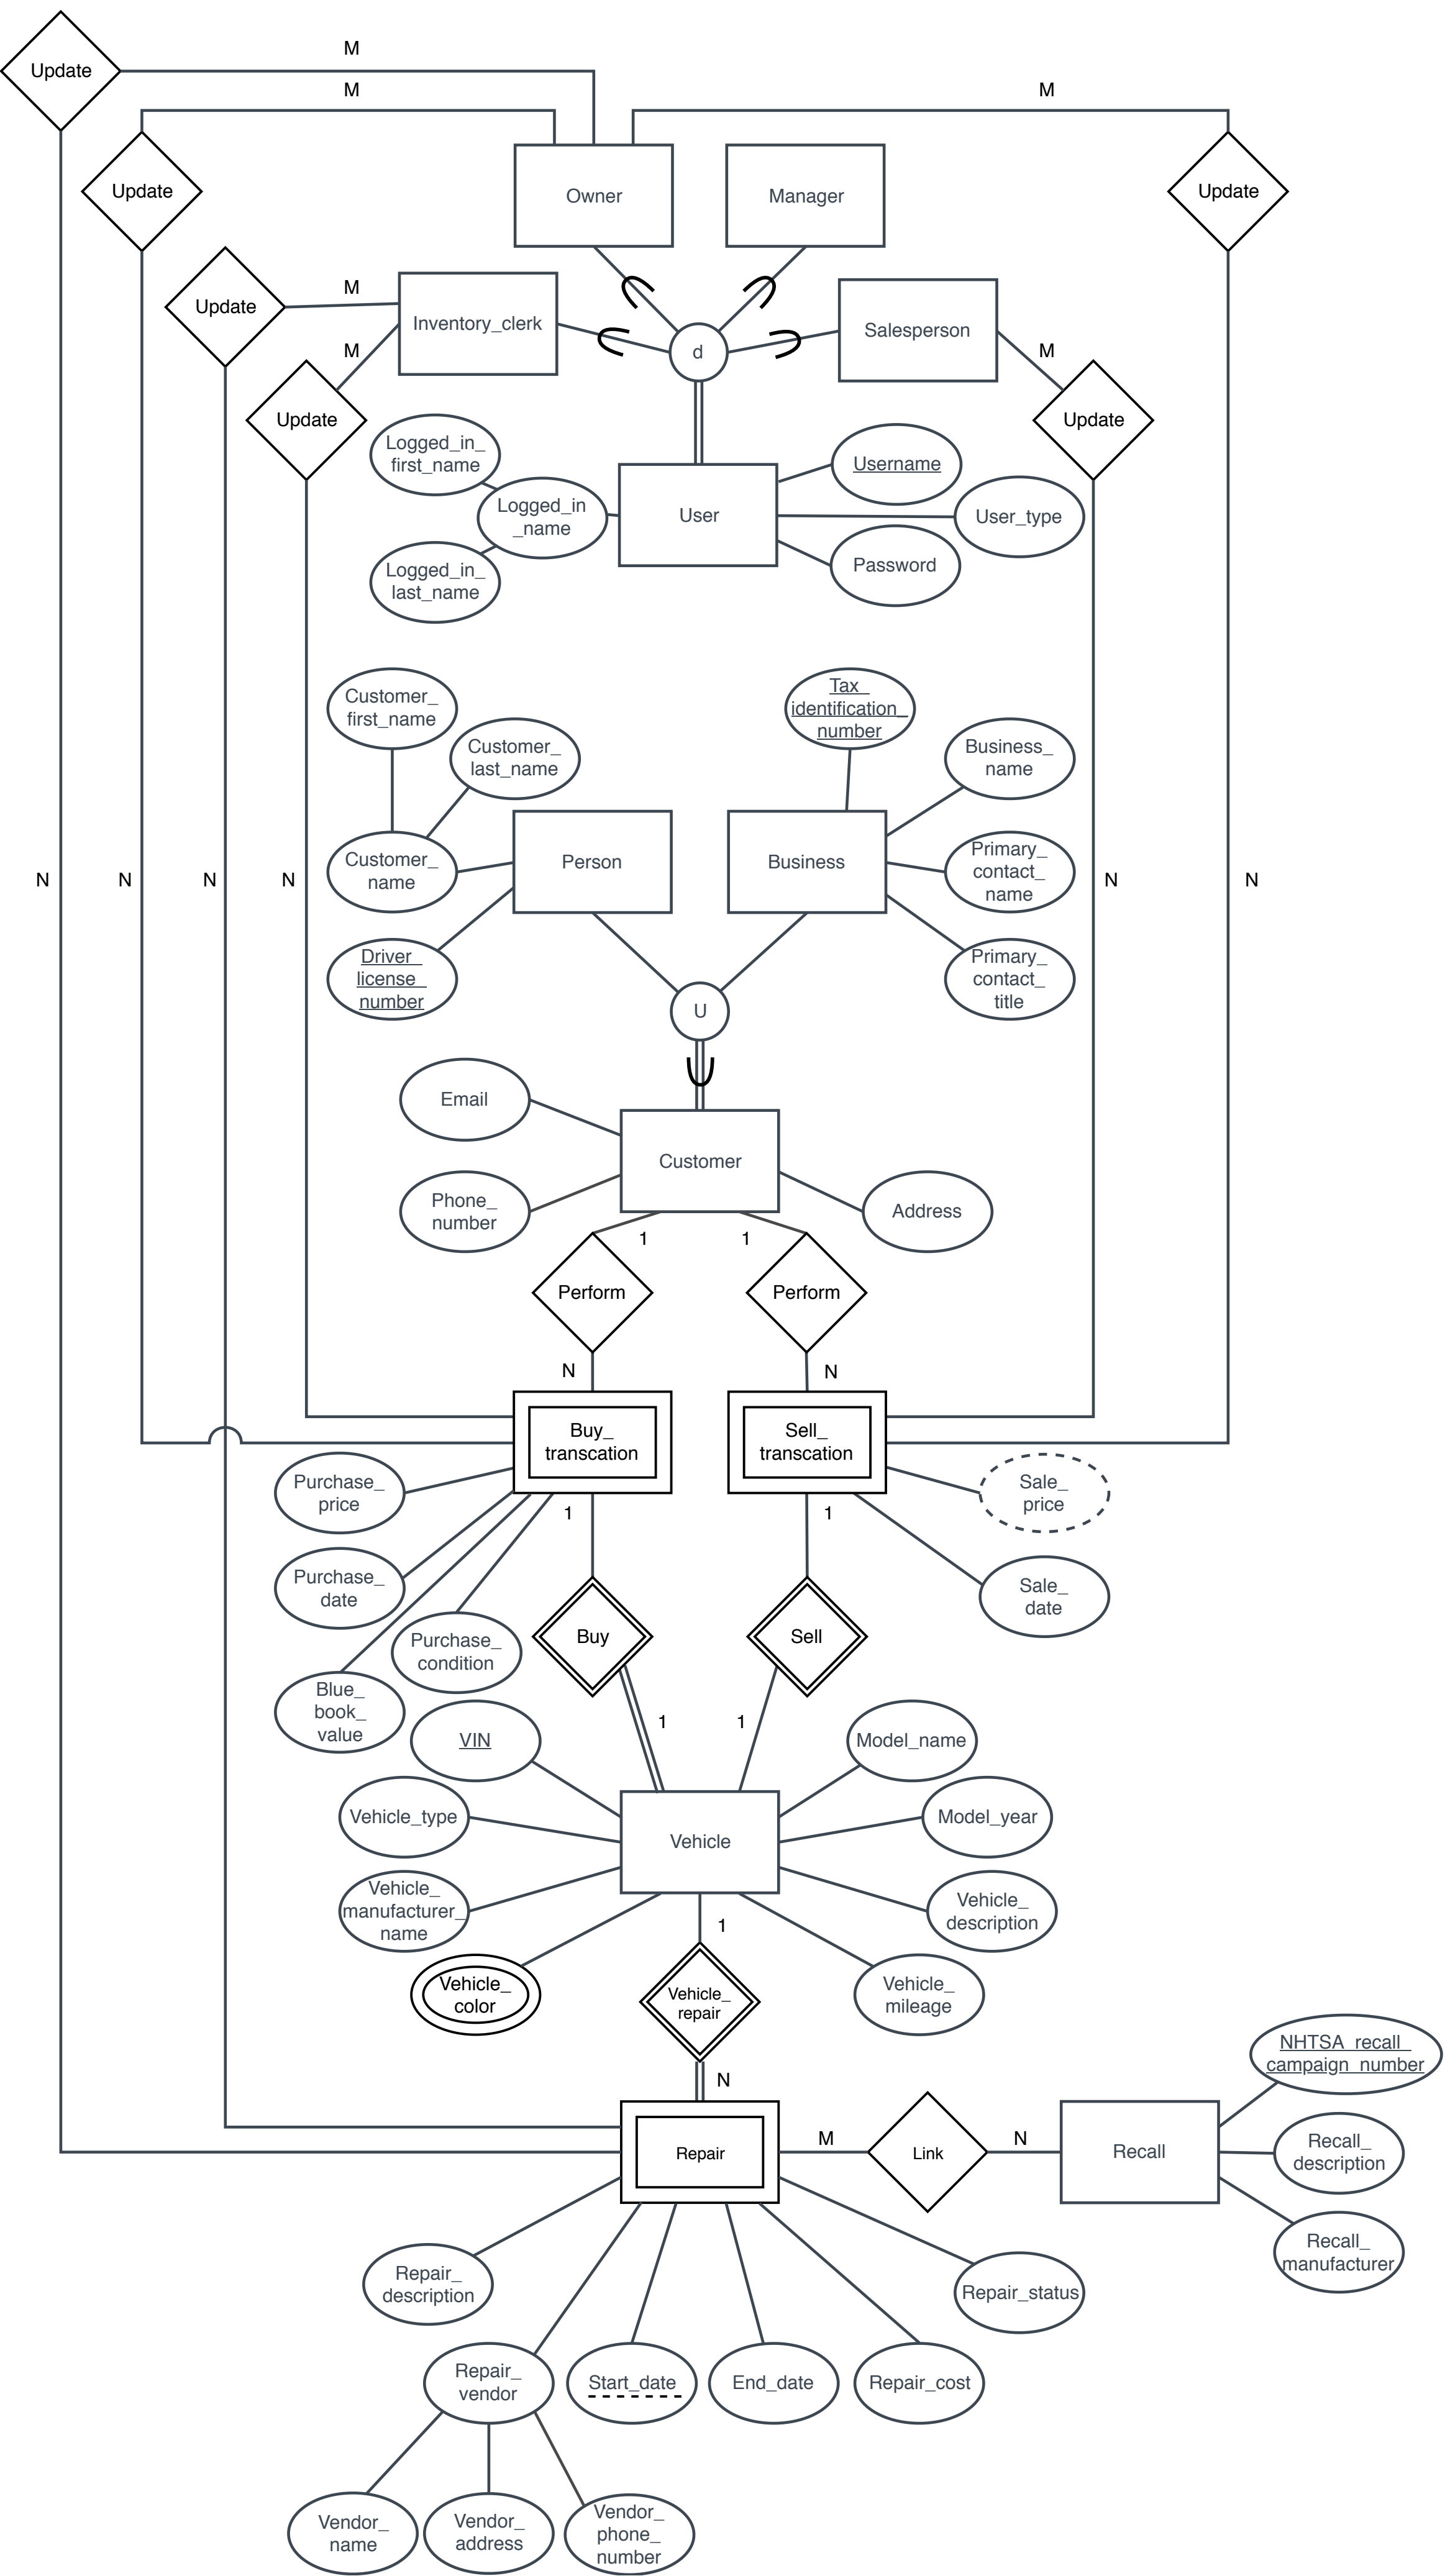 M
Update
M
M
Update
Owner
Manager
Update
M
Update
Inventory_clerk
Salesperson
d
M
M
Update
Update
Logged_in_
first_name
Username
Logged_in
_name
User
User_type
Password
Logged_in_
last_name
Customer_
first_name
Tax_
identification_
number
Customer_
last_name
Business_
name
Customer_
name
Person
Business
Primary_
contact_
name
N
N
N
N
N
N
Driver_
license_
number
Primary_
contact_
title
U
Email
Customer
Phone_
number
Address
1
1
Perform
Perform
N
N
Buy_
transcation
Sell_
transcation
Purchase_
price
Sale_
price
1
1
Purchase_
date
Sale_
date
Purchase_
condition
Buy
Sell
Blue_
book_
value
1
1
VIN
Model_name
Vehicle_type
Model_year
Vehicle
Vehicle_
manufacturer_
name
Vehicle_
description
1
Vehicle_
color
Vehicle_
repair
Vehicle_
mileage
N
NHTSA_recall_
campaign_number
Repair
M
Link
N
Recall
Recall_
description
Recall_
manufacturer
Repair_
description
Repair_status
Repair_
vendor
Start_date
End_date
Repair_cost
Vendor_
name
Vendor_
address
Vendor_
phone_
number